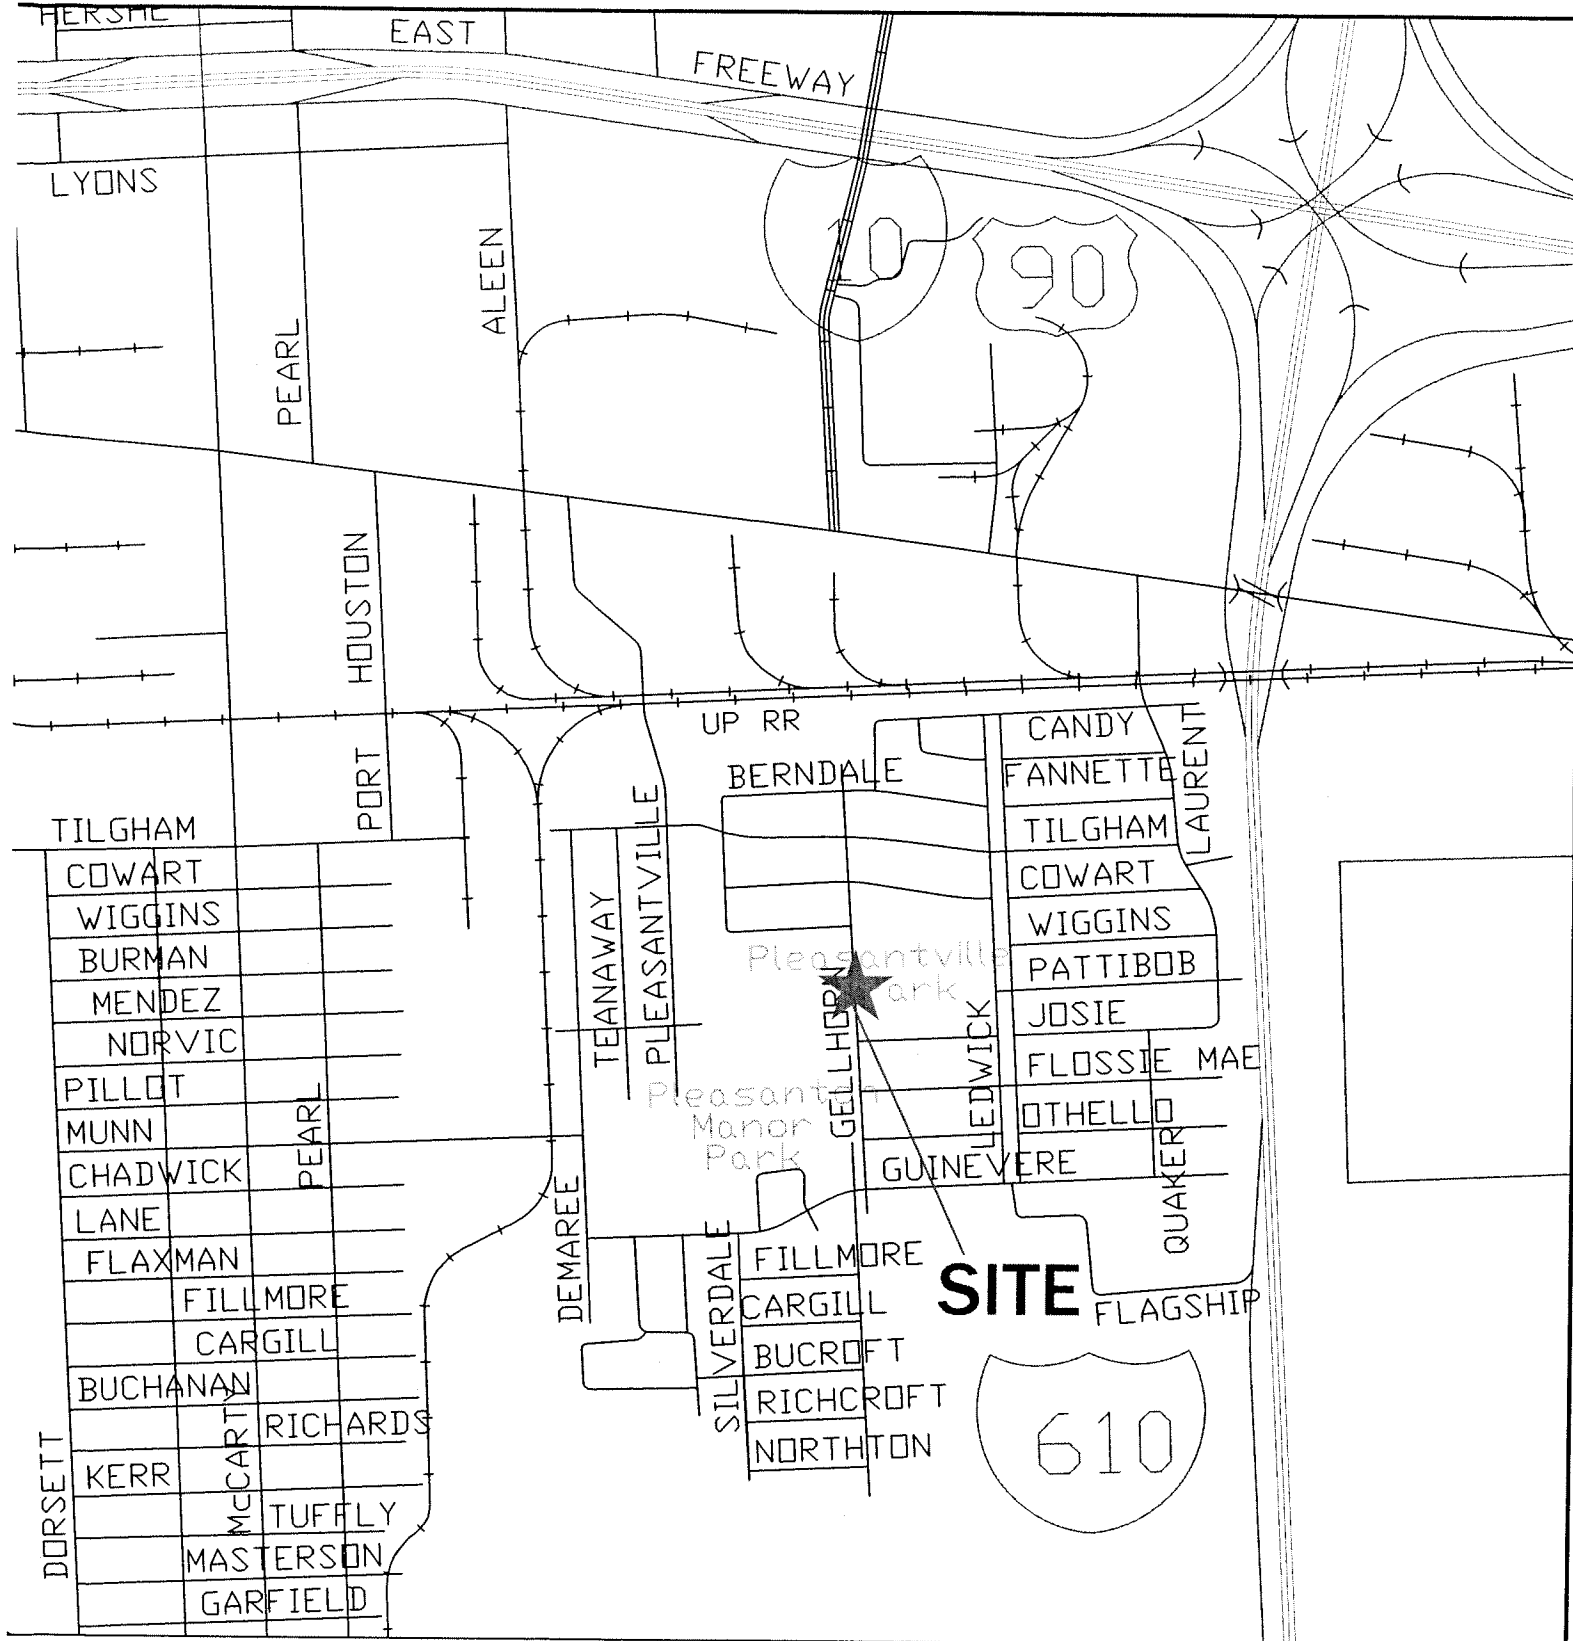 HERSHE
EAST
FREEWAY
LYONS
10
90
ALEEN
PEARL
HOUSTON
PORT
UP RR
CANDY
LAURENT
BERNDALE
FANNETTE
TILGHAM
TILGHAM
PLEASANTVILLE
COWART
COWART
WIGGINS
WIGGINS
TEANAWAY
BURMAN
Pleasantville
Park
PATTIBOB
MENDEZ
GELLHORN
JOSIE
NORVIC
LEDWICK
FLOSSIE MAE
PILLOT
Pleasanton
Manor
Park
OTHELLO
MUNN
PEARL
CHADWICK
GUINEVERE
QUAKER
LANE
DEMAREE
FLAXMAN
SILVERDALE
FILLMORE
FILLMORE
SITE
CARGILL
FLAGSHIP
CARGILL
BUCROFT
BUCHANAN
RICHCROFT
McCARTY
RICHARDS
NORTHTON
610
DORSETT
KERR
TUFFLY
MASTERSON
GARFIELD